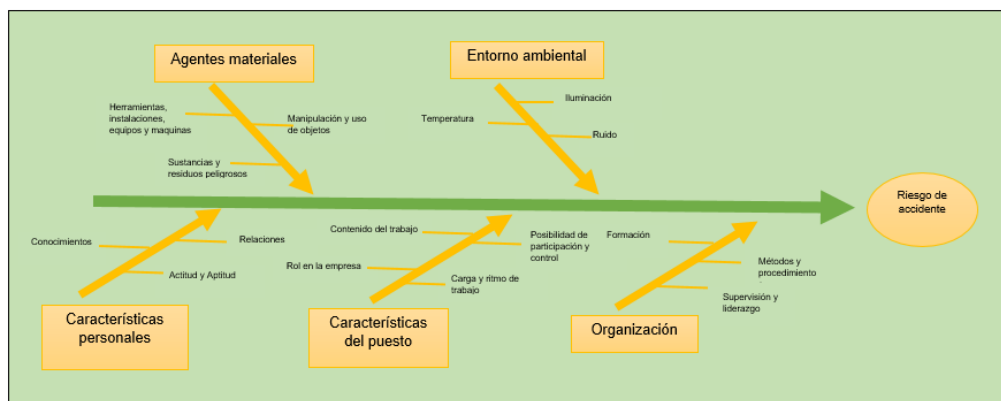 Agentes materiales
Entorno ambiental
Herramientas,
instalaciones,
equipos y maquinas
Manipulación y uso
de objetos
Sustancias y
residuos peligrosos
Iluminación
Temperatura
Ruido
Riesgo de
accidente
Conocimientos
Relaciones
Actitud y Aptitud
Contenido del trabajo
Posibilidad de
participación y
control
Rol en la empresa
Carga y ritmo de
trabajo
Formación
Métodos y
procedimiento
Supervisión y
liderazgo
Características
personales
Características
del puesto
Organización